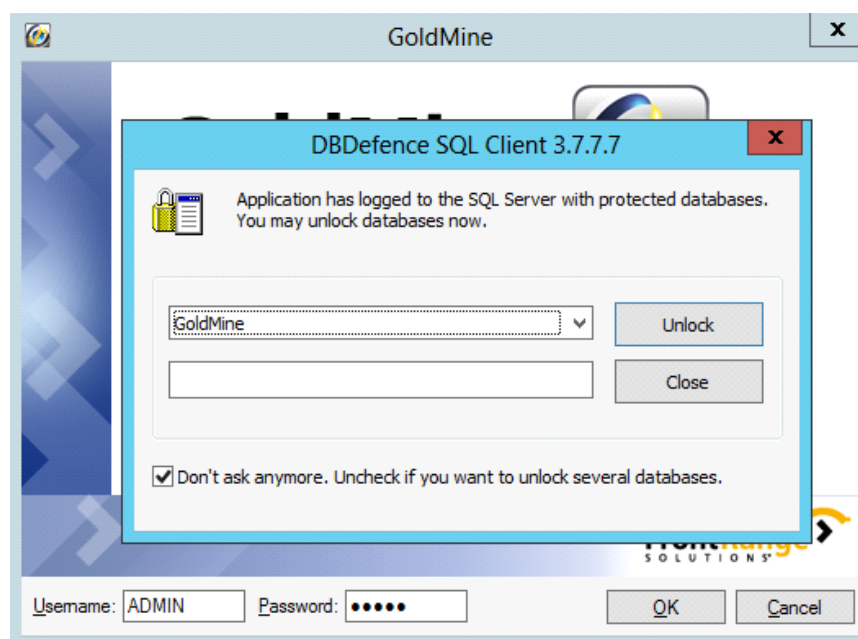 GoldMine
DBDefence SQL Client 3.7.7.7
Application has logged to the SQL Server with protected databases.
You may unlock databases now.
GoldMine
Unlock
Close
Don't ask anymore. Uncheck if you want to unlock several databases.
SOLUTIONS
Username: ADMIN Password: ●●●●● OK Cancel